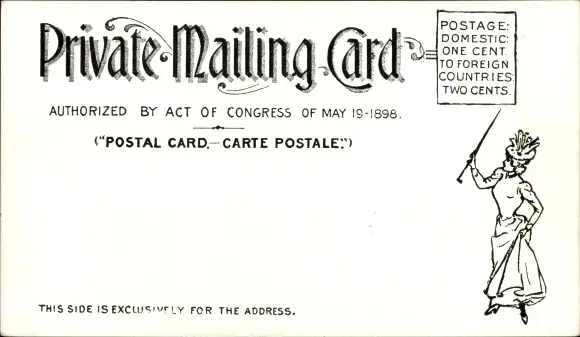 Private Mailing Card
POSTAGE:
DOMESTIC:
ONE CENT
TO FOREIGN
COUNTRIES:
TWO CENTS.
AUTHORIZED BY ACT OF CONGRESS OF MAY 19-1898.
("POSTAL CARD.—CARTE POSTALE:")
THIS SIDE IS EXCLUSIVELY FOR THE ADDRESS.